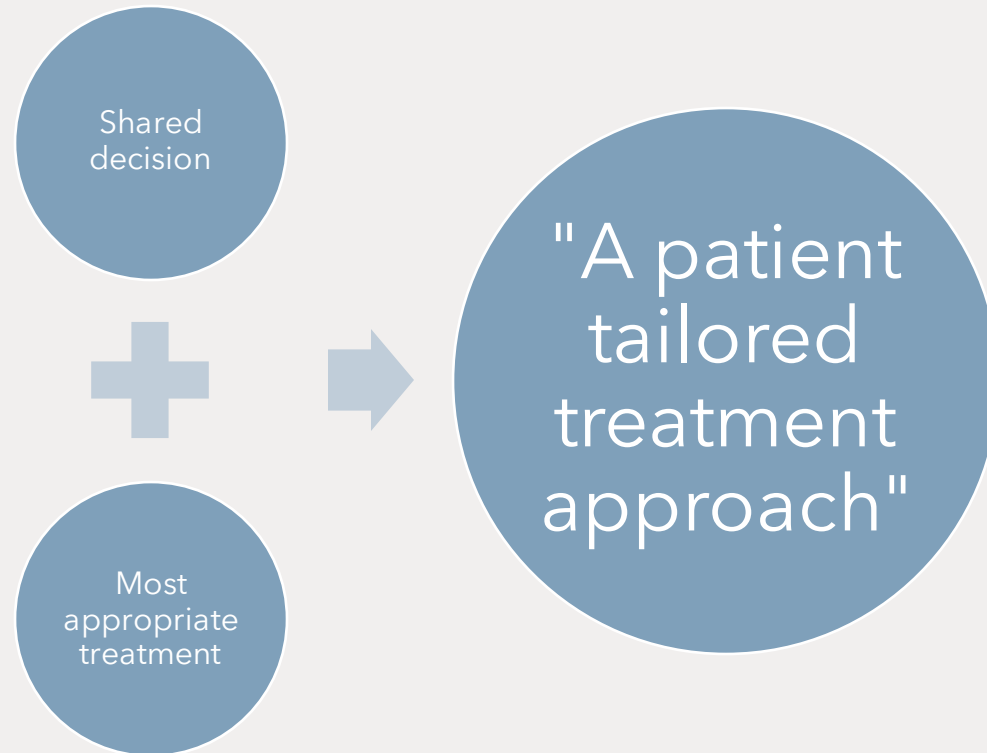 Shared
decision
Most
appropriate
treatment
"A patient
tailored
treatment
approach"